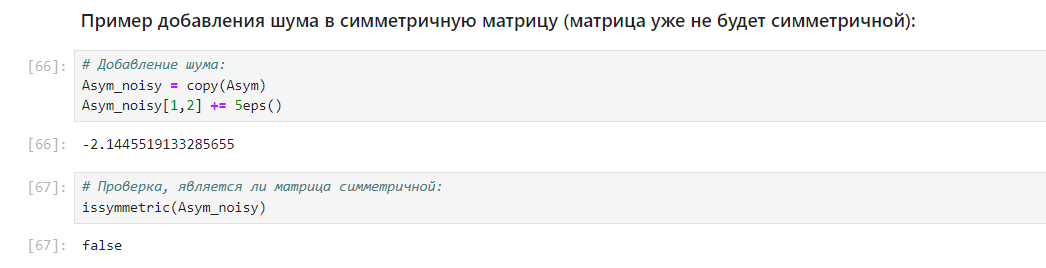 Пример добавления шума в симметричную матрицу (матрица уже не будет симметричной):
[66]: # Добавление шума:
Asym_noisy = copy(Asym)
Asym_noisy[1,2] += 5eps()
[66]: -2.1445519133285655
[67]: # Проверка, является ли матрица симметричной:
issymmetric(Asym_noisy)
[67]: false